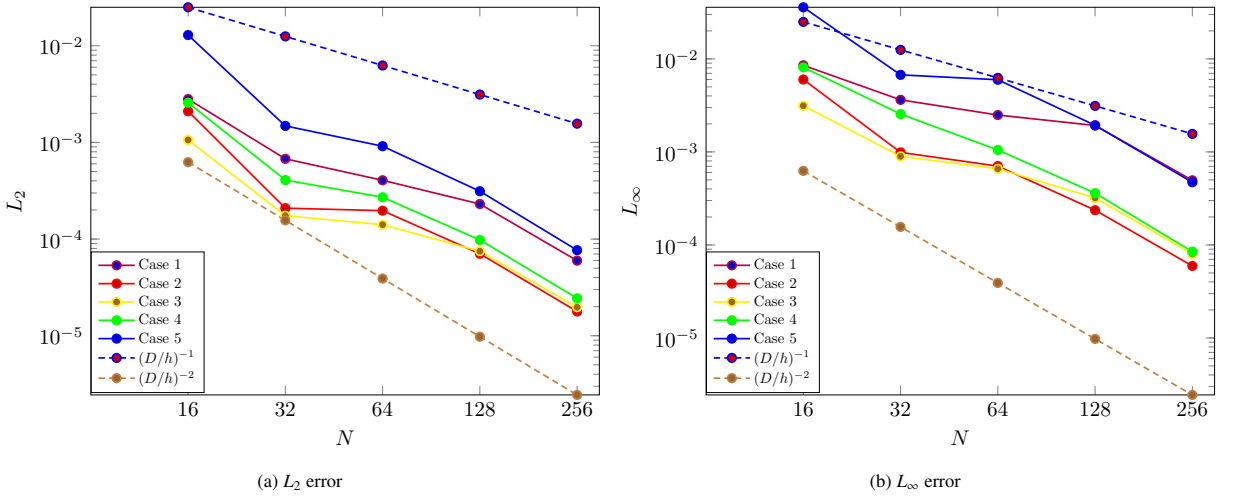 10^{-2}
10^{-3}
10^{-4}
10^{-5}
L_2
Case 1
Case 2
Case 3
Case 4
Case 5
(D/h)^{-1}
(D/h)^{-2}
16 32 64 128 256
N
(a) L_2 error
10^{-2}
10^{-3}
10^{-4}
10^{-5}
L_∞
Case 1
Case 2
Case 3
Case 4
Case 5
(D/h)^{-1}
(D/h)^{-2}
16 32 64 128 256
N
(b) L_∞ error